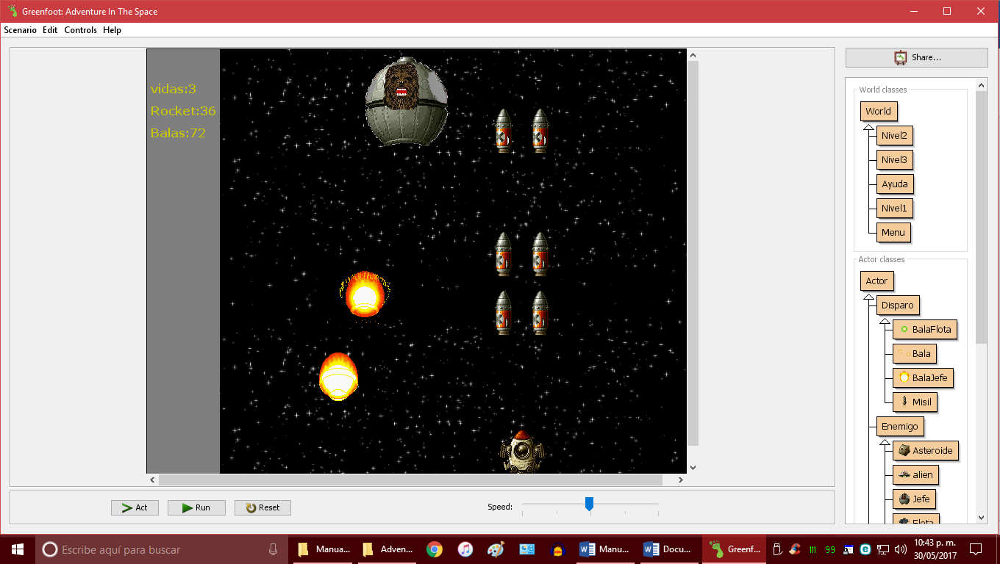 Greenfoot: Adventure In The Space
Scenario Edit Controls Help
vidas:3
Rocket:36
Balas:72
Share...
World classes
World
Nivel2
Nivel3
Ayuda
Nivel1
Menu
Actor classes
Actor
Disparo
BalaFlota
Bala
BalaJefe
Misil
Enemigo
Asteroide
alien
Jefe
Flota
Act Run Reset Speed:
Escribe aquí para buscar
Manua... Adven... Manu... Docu... Greenf...
111 99
10:43 p. m.
30/05/2017